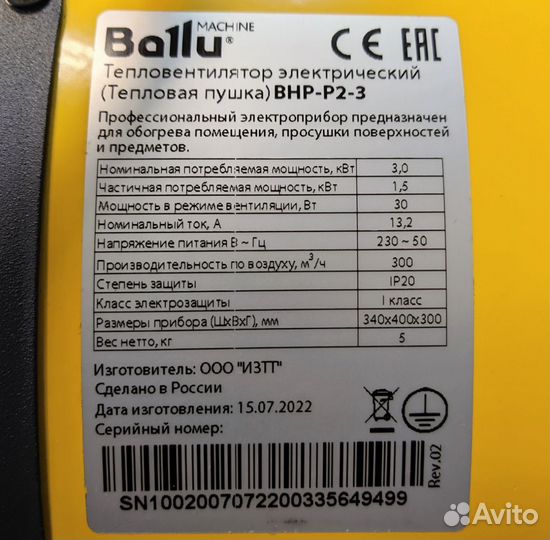 Ballu® MACHINE CE EAC
Тепловентилятор электрический
(Тепловая пушка) BHP-P2-3
Профессиональный электроприбор предназначен
для обогрева помещения, просушки поверхностей
и предметов.
Номинальная потребляемая мощность, кВт 3,0
Частичная потребляемая мощность, кВт 1,5
Мощность в режиме вентиляции, Вт 30
Номинальный ток, А 13,2
Напряжение питания В ~ Гц 230 ~ 50
Производительность по воздуху, м³/ч 300
Степень защиты IP20
Класс электрозащиты I класс
Размеры прибора (ШхВхГ), мм 340х400х300
Вес нетто, кг 5
Изготовитель: ООО "ИЗТТ"
Сделано в России
Дата изготовления: 15.07.2022
Серийный номер:
Rev.02
SN10020070722003356​49499
Avito